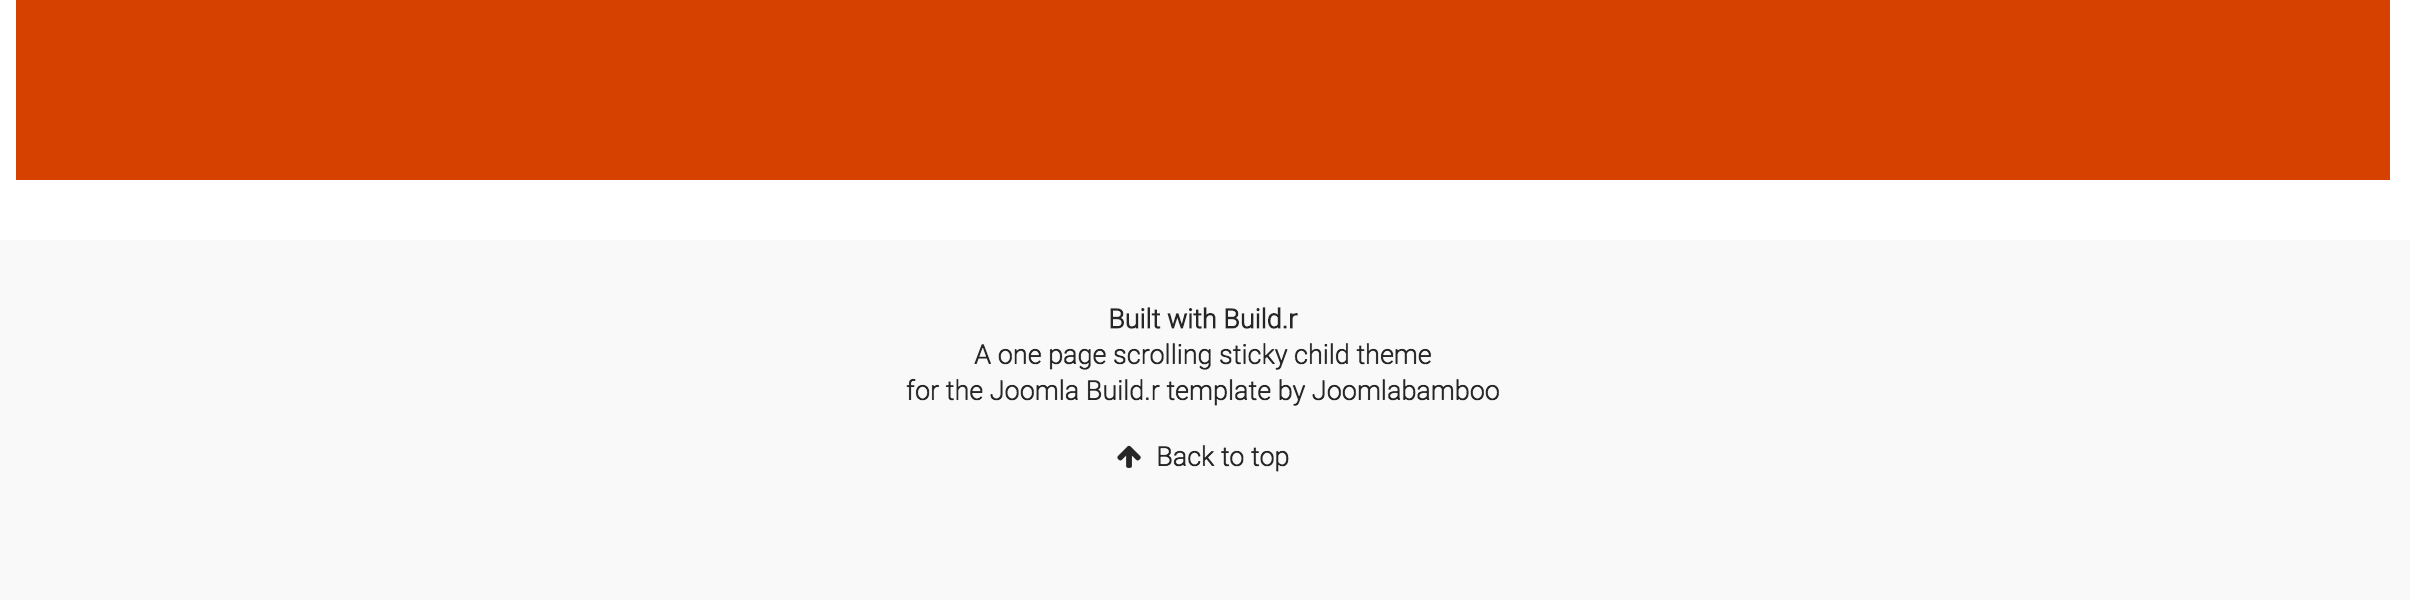 Built with Build.r
A one page scrolling sticky child theme
for the Joomla Build.r template by Joomlabamboo
Back to top